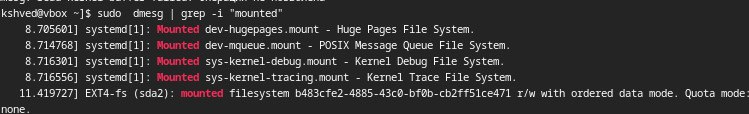 kshved@vbox ~]$ sudo  dmesg | grep -i "mounted"
8.705601] systemd[1]: Mounted dev-hugepages.mount - Huge Pages File System.
8.714768] systemd[1]: Mounted dev-mqueue.mount - POSIX Message Queue File System.
8.716301] systemd[1]: Mounted sys-kernel-debug.mount - Kernel Debug File System.
8.716556] systemd[1]: Mounted sys-kernel-tracing.mount - Kernel Trace File System.
11.419727] EXT4-fs (sda2): mounted filesystem b483cfe2-4885-43c0-bf0b-cb2ff51ce471 r/w with ordered data mode. Quota mode:
none.